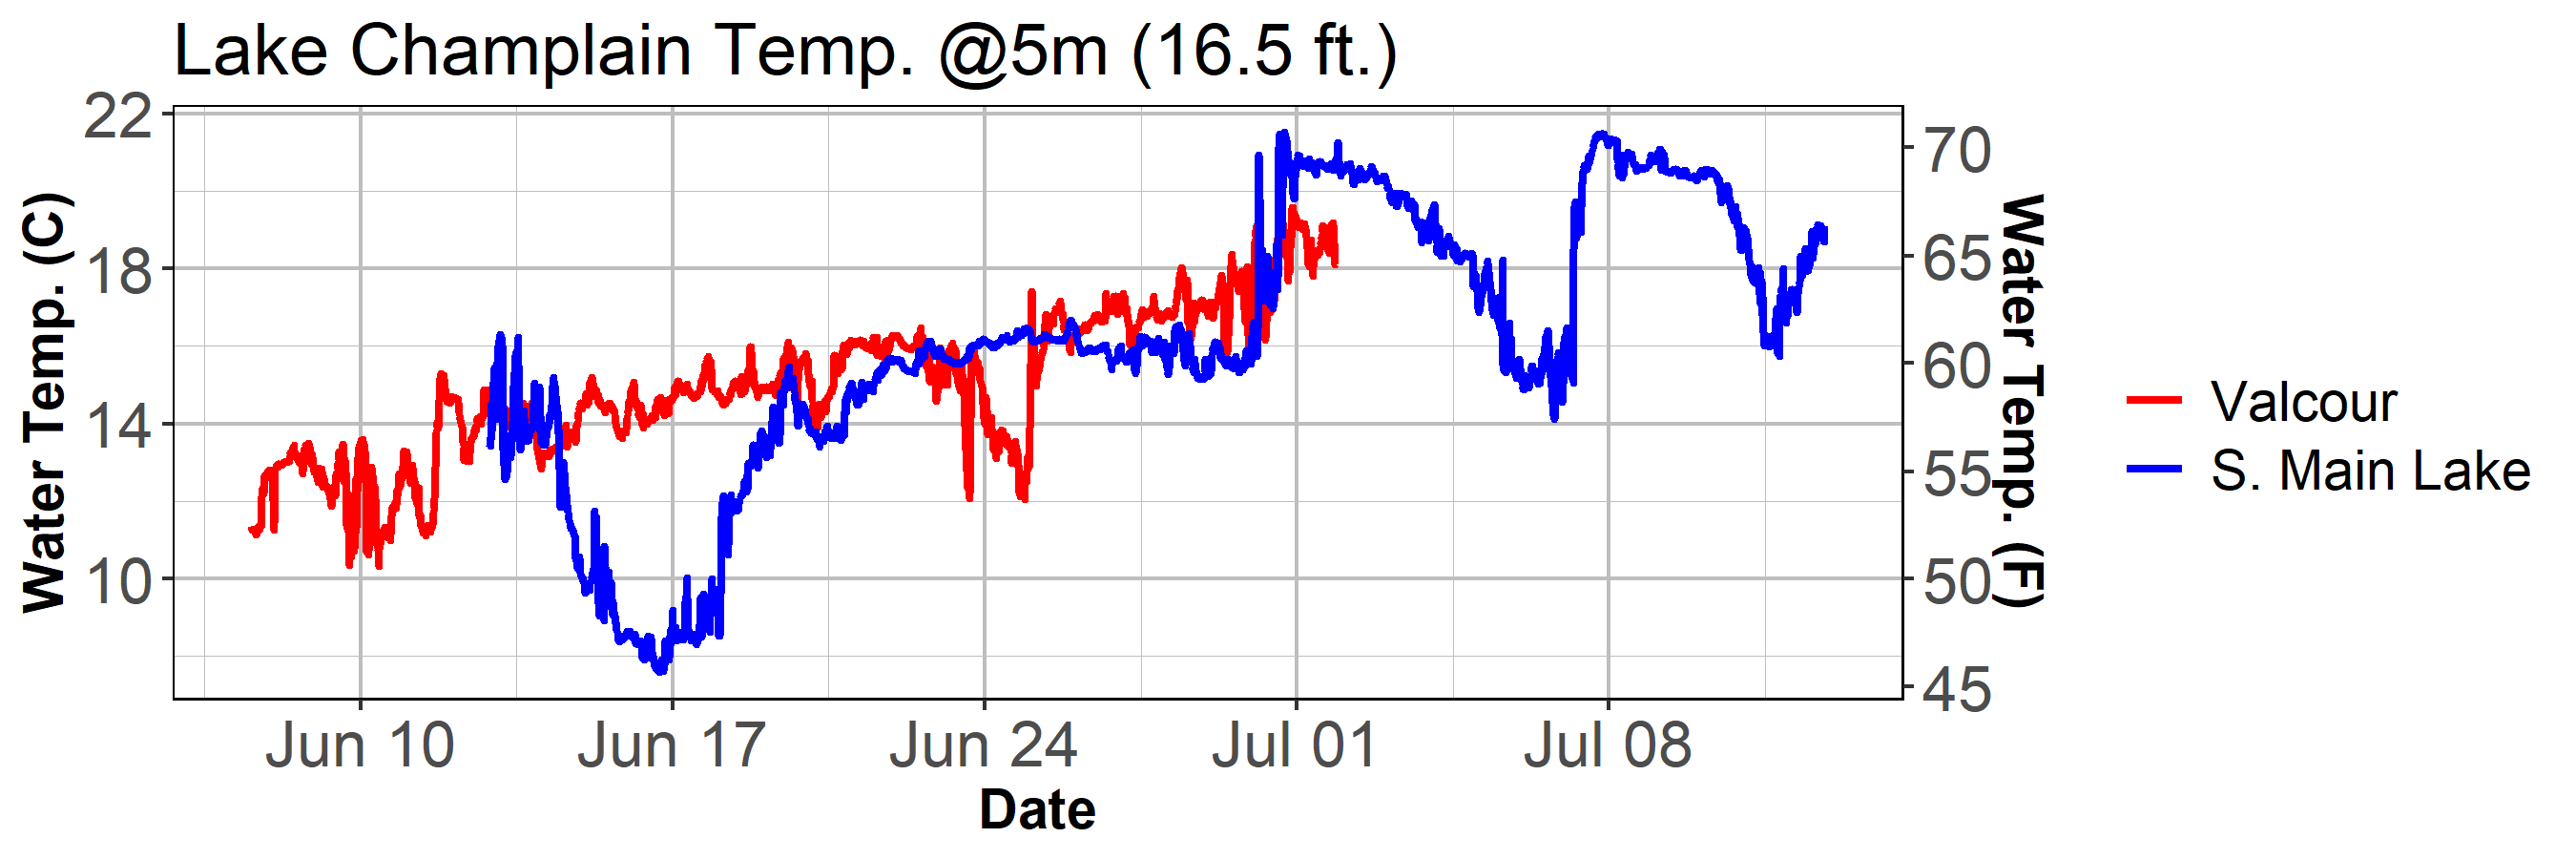 Lake Champlain Temp. @5m (16.5 ft.)
Water Temp. (C)
22
18
14
10
70
65
60
55
50
45
Water Temp. (F)
Jun 10
Jun 17
Jun 24
Jul 01
Jul 08
Date
Valcour
S. Main Lake